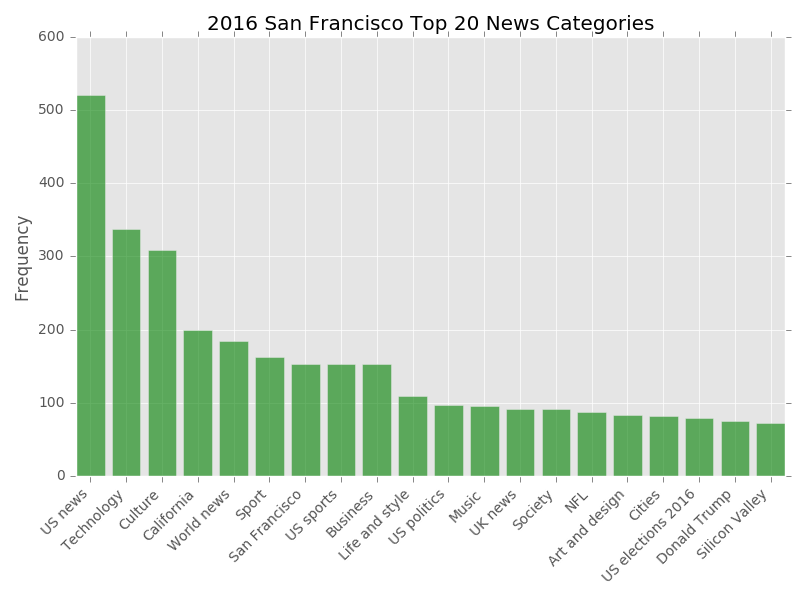 2016 San Francisco Top 20 News Categories
600
500
400
300
200
100
0
Frequency
US news
Technology
Culture
California
World news
Sport
San Francisco
US sports
Business
Life and style
US politics
Music
UK news
Society
NFL
Art and design
Cities
US elections 2016
Donald Trump
Silicon Valley